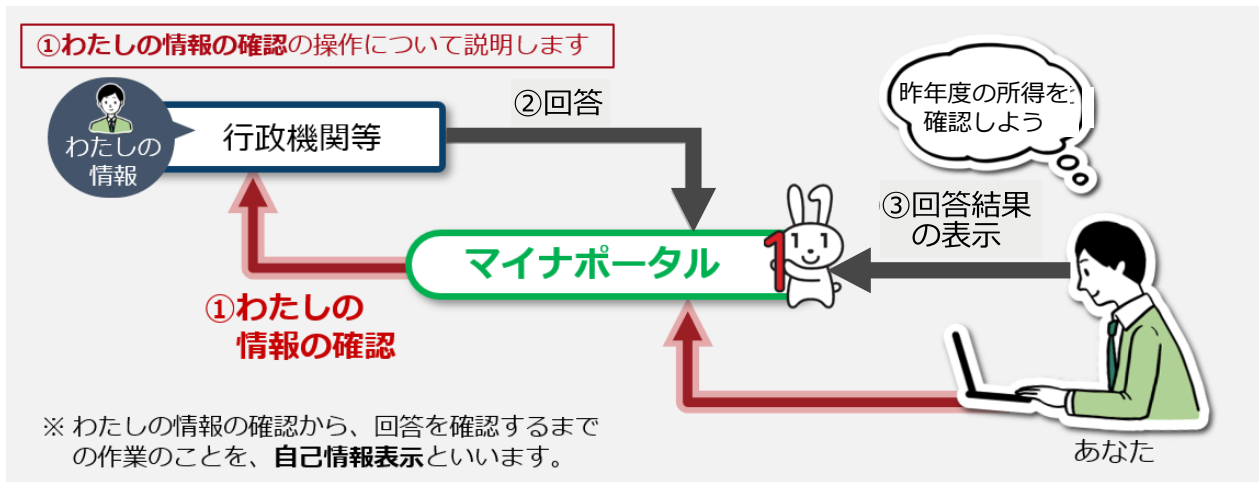 ①わたしの情報の確認の操作について説明します
わたしの
情報
行政機関等
②回答
昨年度の所得を
確認しよう
③回答結果
の表示
マイナポータル
1
①わたしの
情報の確認
※ わたしの情報の確認から、回答を確認するまで
の作業のことを、自己情報表示といいます。
あなた